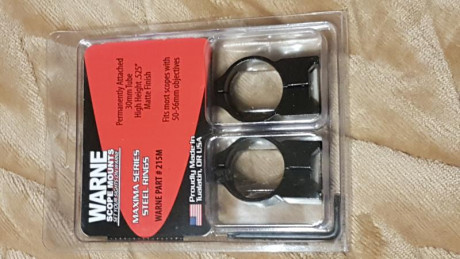 Permanently Attached
30mm Tube
High Height .525"
Matte Finish
Fits most scopes with
50-56mm objectives
WARNE
SCOPE MOUNTS
MAXIMA SERIES
STEEL RINGS
WARNE PART # 215M
Proudly Made in
Tualatin, OR USA